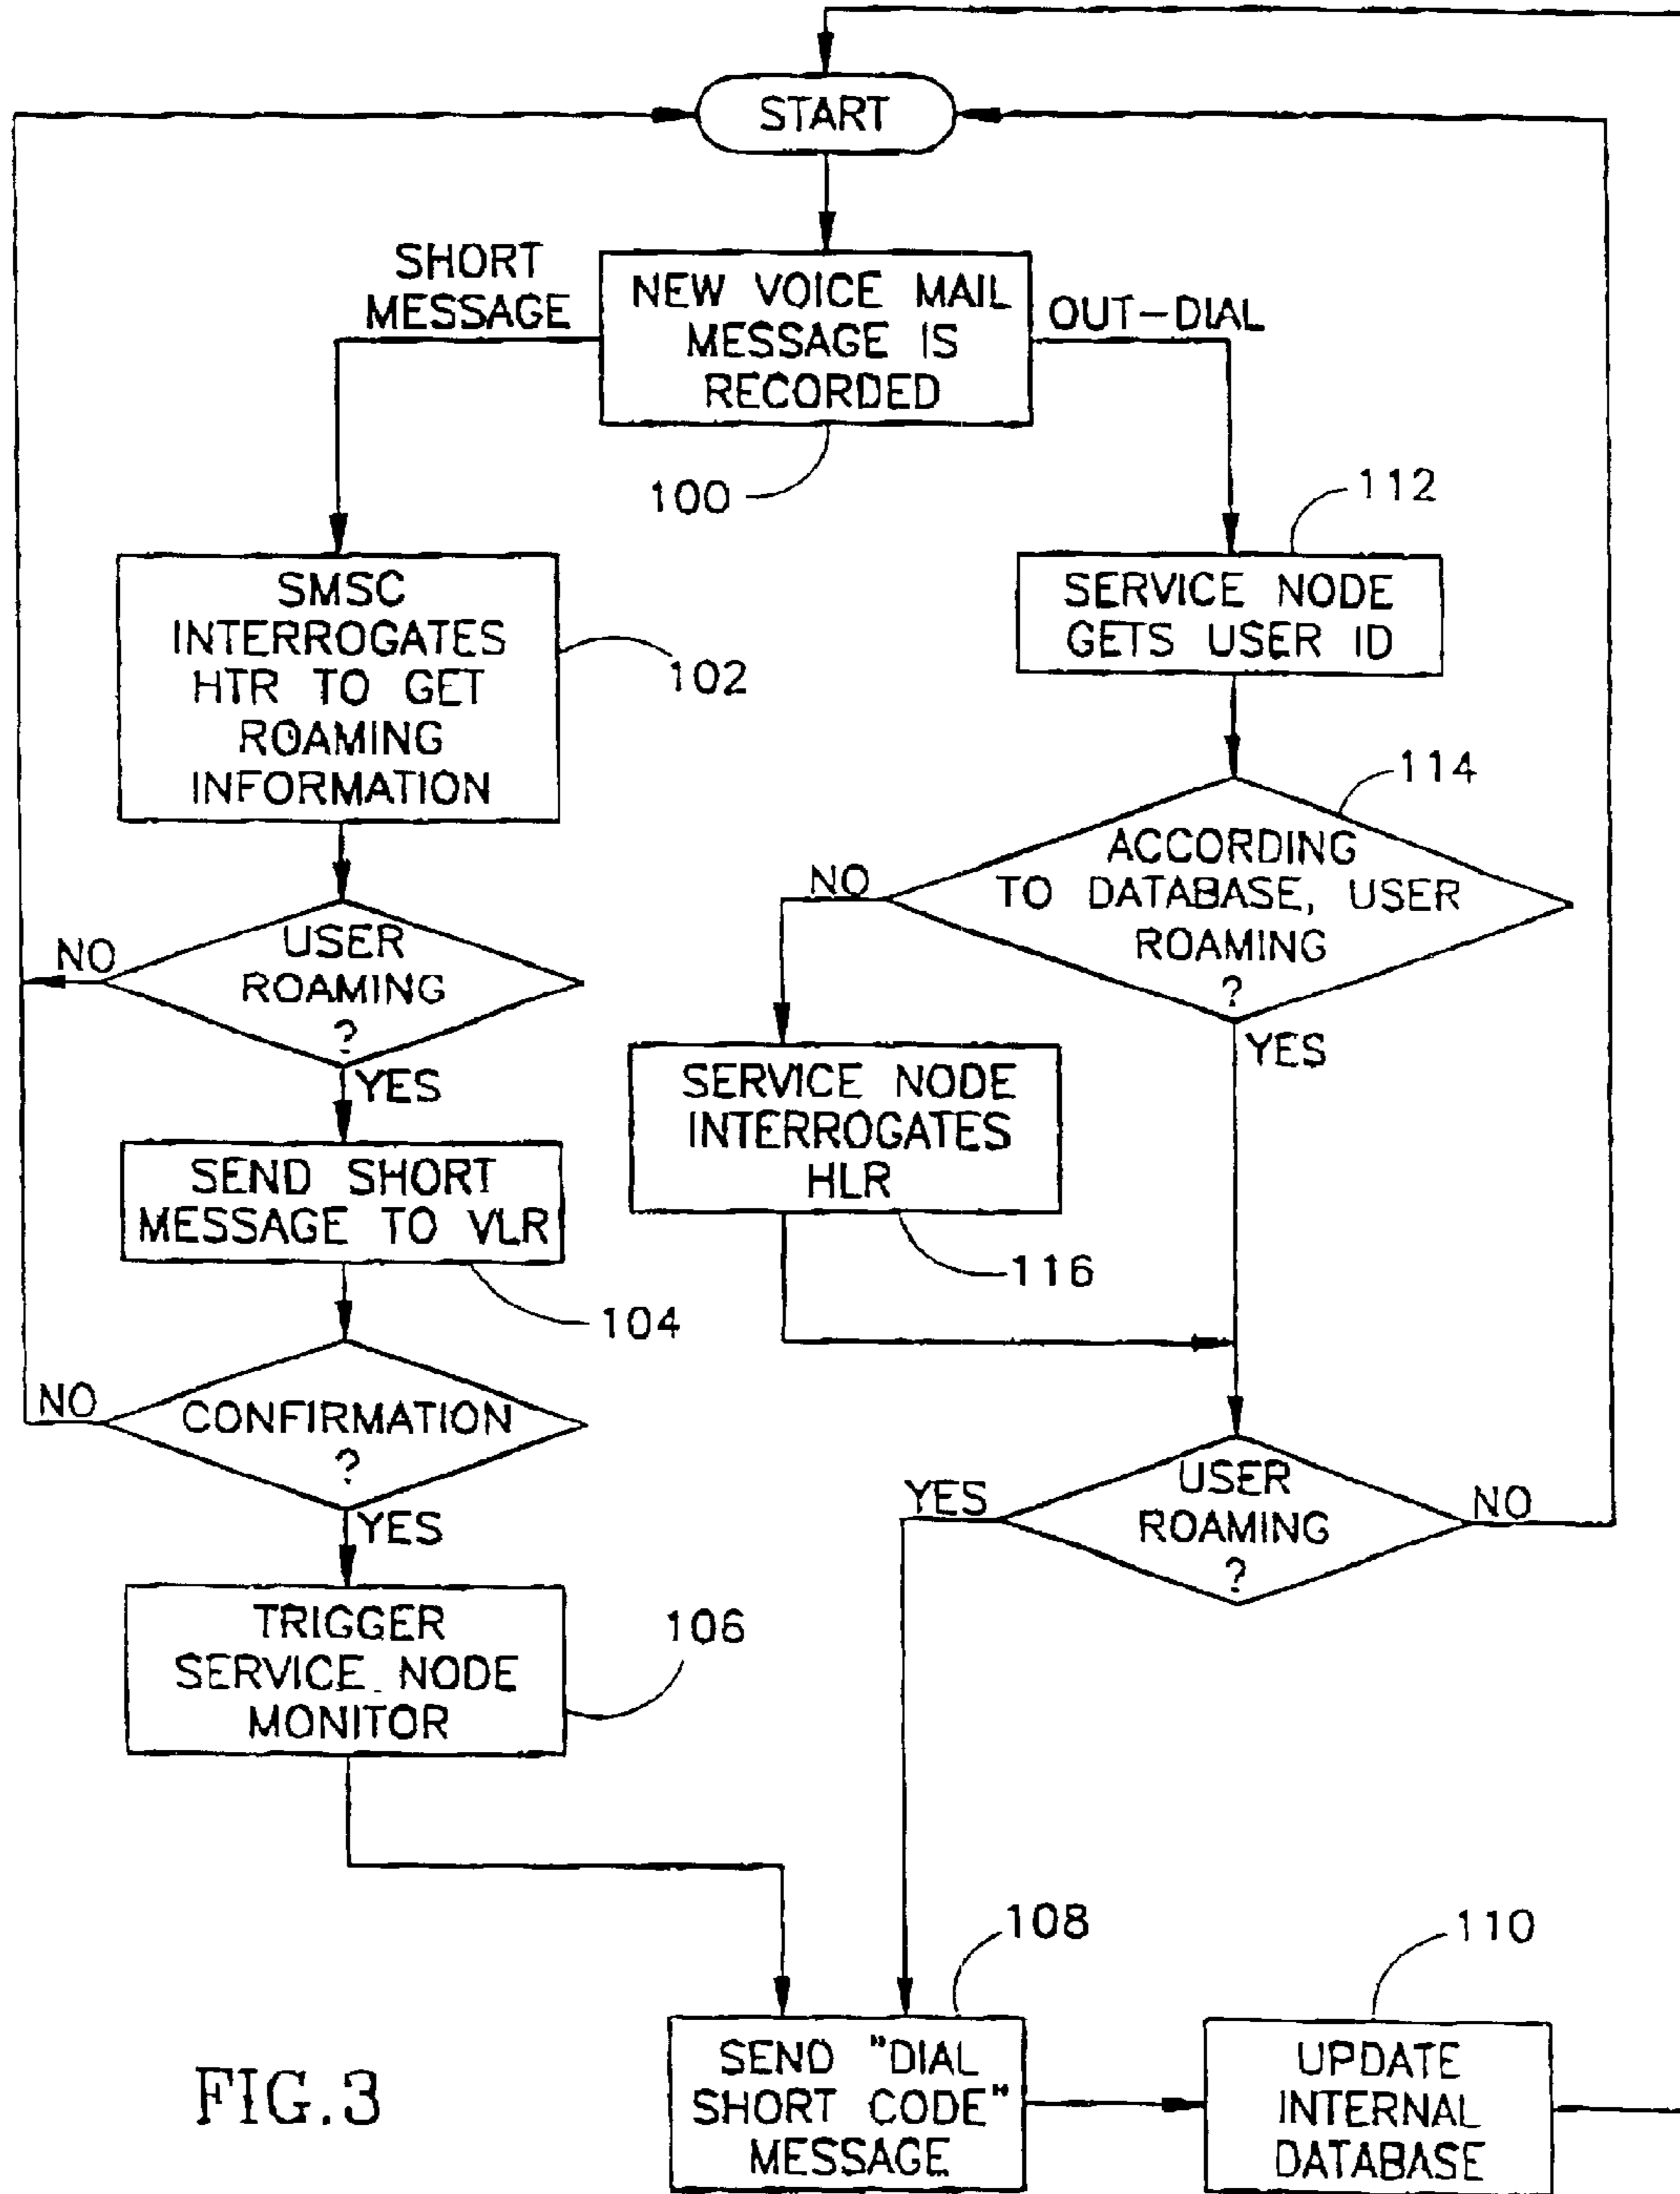 START
SHORT
MESSAGE
NEW VOICE MAIL
MESSAGE IS
RECORDED
OUT-DIAL
100
112
SMSC
INTERROGATES
HTR TO GET
ROAMING
INFORMATION
102
SERVICE NODE
GETS USER ID
114
ACCORDING
TO DATABASE, USER
ROAMING
?
NO
YES
USER
ROAMING
?
NO
YES
SERVICE NODE
INTERROGATES
HLR
116
SEND SHORT
MESSAGE TO VLR
104
CONFIRMATION
?
NO
YES
USER
ROAMING
?
YES
NO
TRIGGER
SERVICE NODE
MONITOR
106
108
110
SEND "DIAL
SHORT CODE"
MESSAGE
UPDATE
INTERNAL
DATABASE
FIG.3